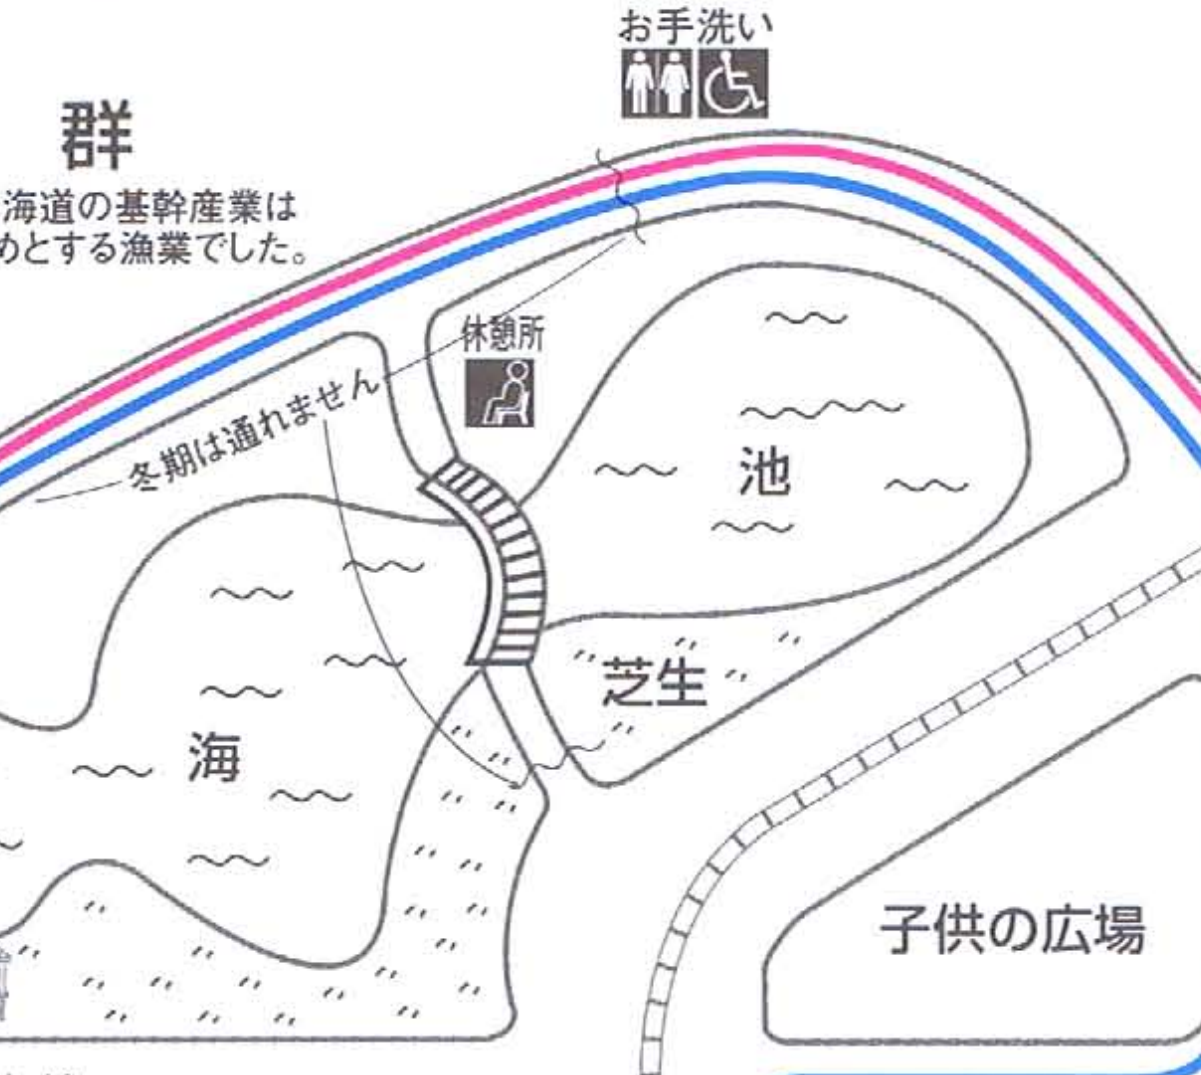 お手洗い
群
海道の基幹産業は
めとする漁業でした。
休憩所
冬期は通れません
池
芝生
海
子供の広場